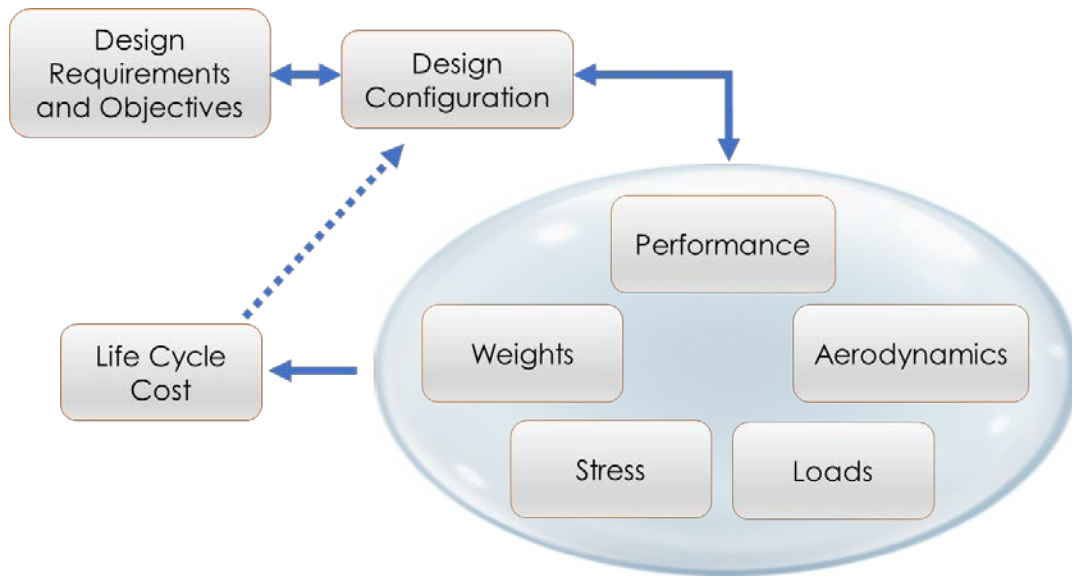 Design
Requirements
and Objectives
Design
Configuration
Performance
Weights
Aerodynamics
Life Cycle
Cost
Stress
Loads